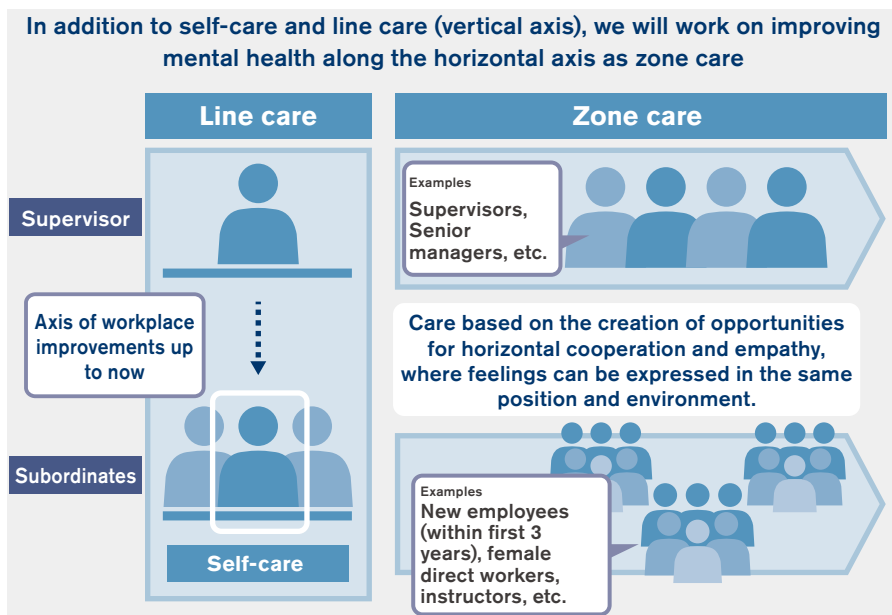 In addition to self-care and line care (vertical axis), we will work on improving
mental health along the horizontal axis as zone care
Line care
Zone care
Supervisor
Examples
Supervisors,
Senior
managers, etc.
Axis of workplace
improvements up
to now
Care based on the creation of opportunities
for horizontal cooperation and empathy,
where feelings can be expressed in the same
position and environment.
Subordinates
Self-care
Examples
New employees
(within first 3
years), female
direct workers,
instructors, etc.